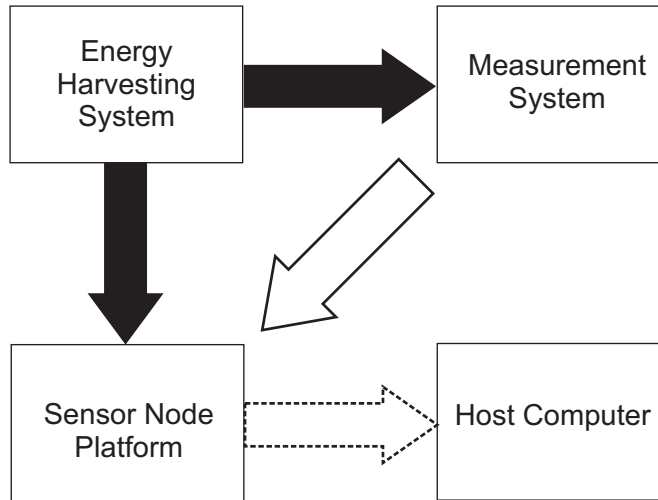 Energy
Harvesting
System
Measurement
System
Sensor Node
Platform
Host Computer